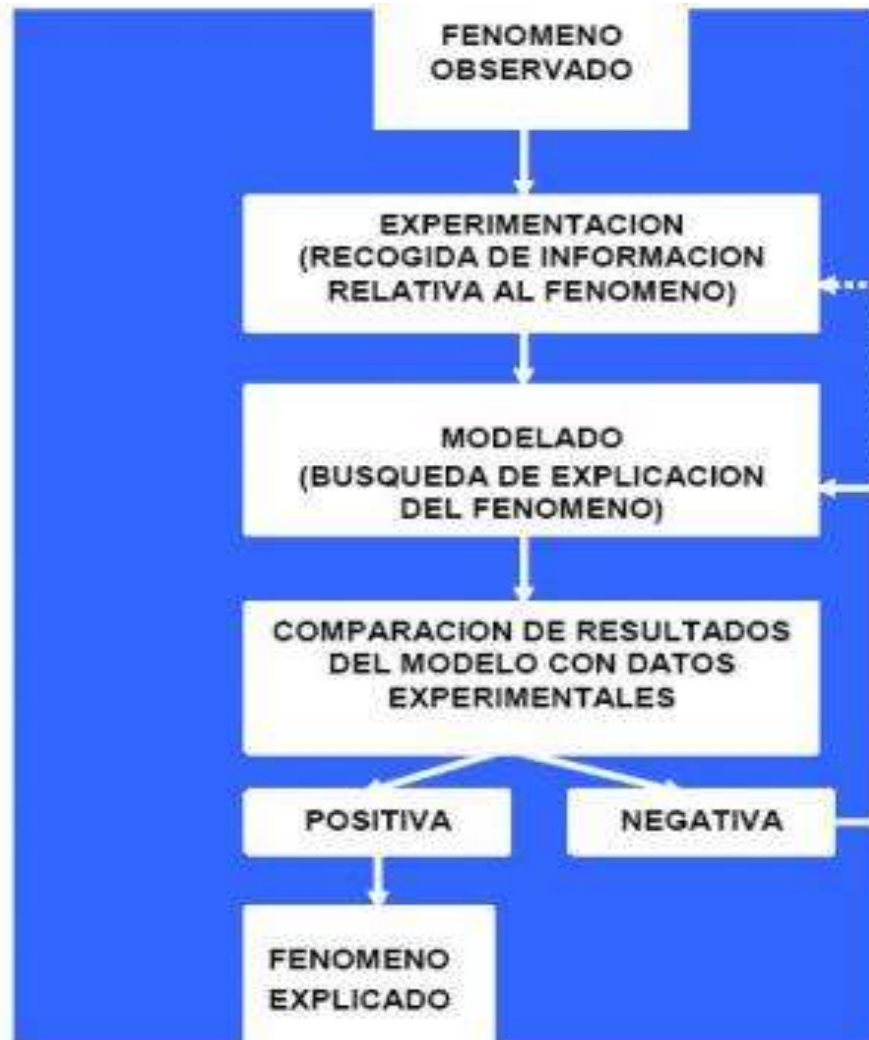 FENOMENO
OBSERVADO
EXPERIMENTACION
(RECOGIDA DE INFORMACION
RELATIVA AL FENOMENO)
MODELADO
(BUSQUEDA DE EXPLICACION
DEL FENOMENO)
COMPARACION DE RESULTADOS
DEL MODELO CON DATOS
EXPERIMENTALES
POSITIVA
NEGATIVA
FENOMENO
EXPLICADO